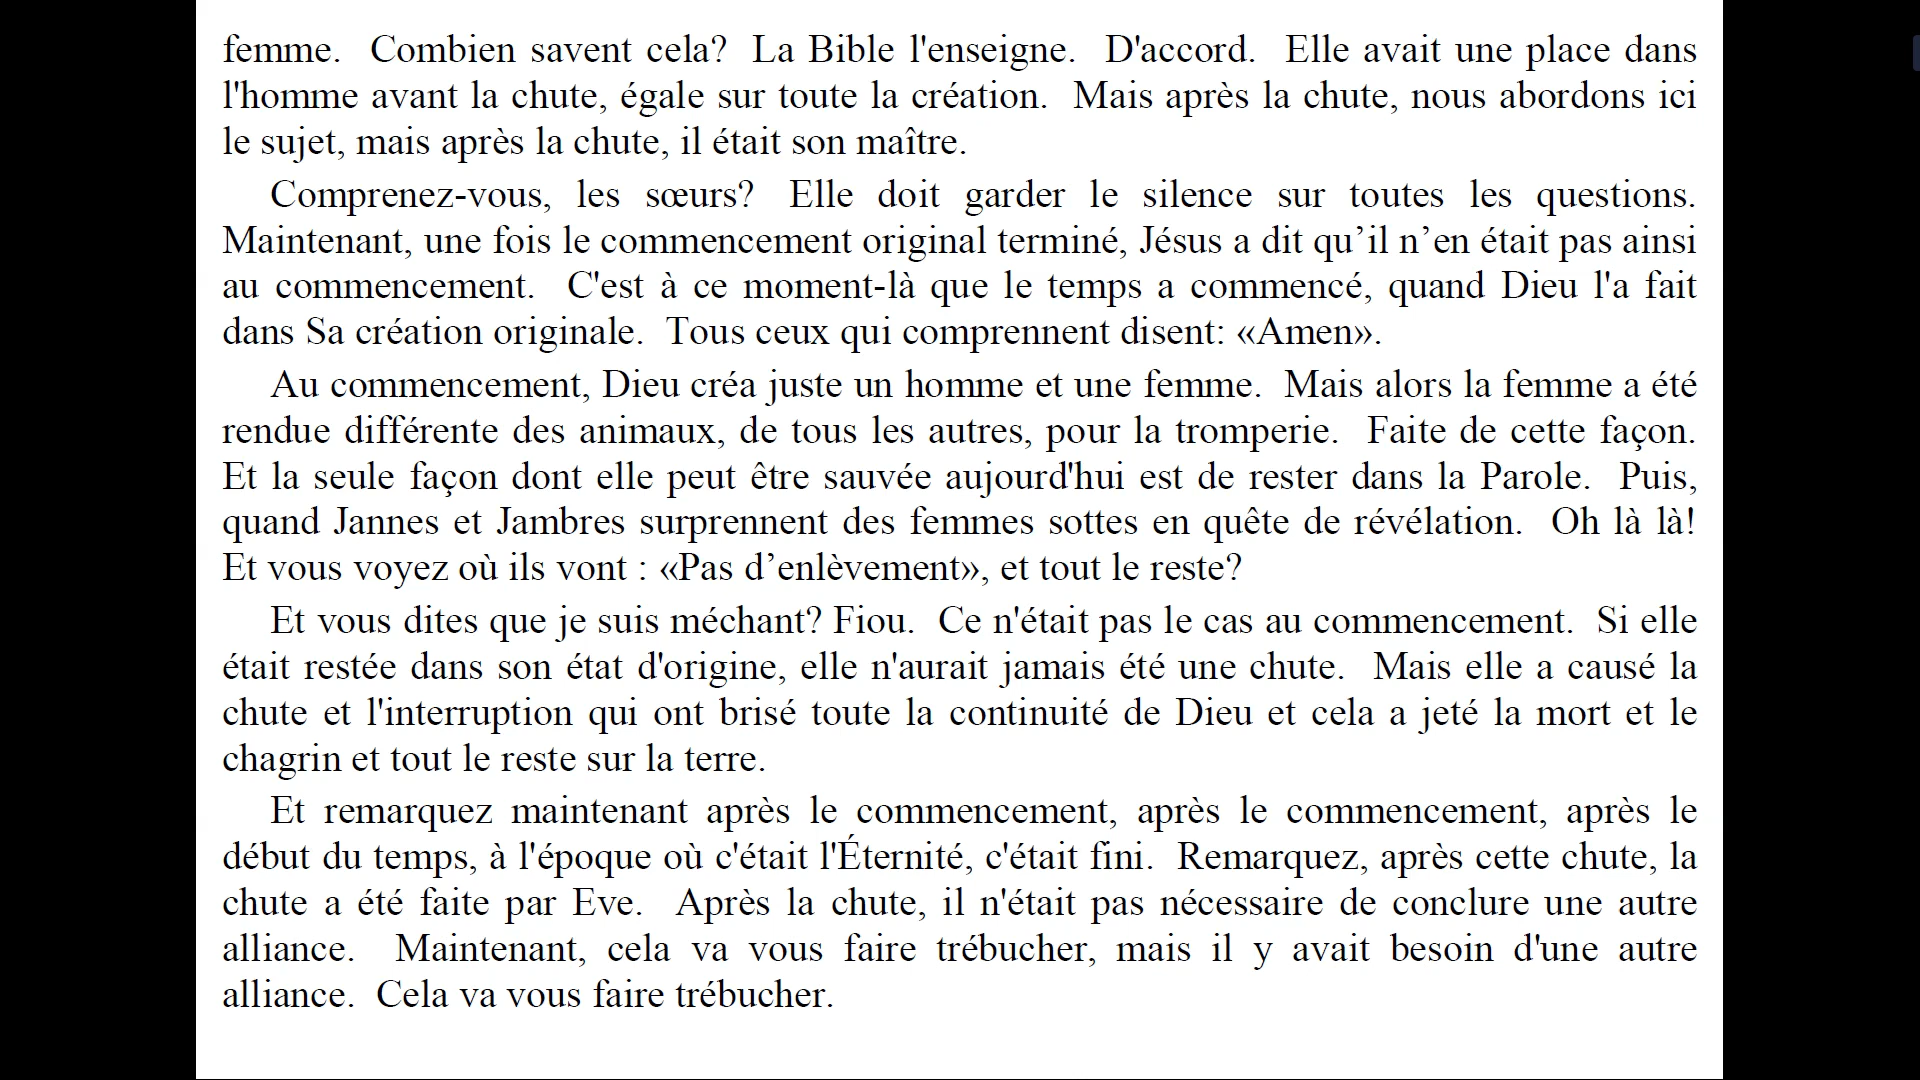 femme.  Combien savent cela?  La Bible l'enseigne.  D'accord.  Elle avait une place dans
l'homme avant la chute, égale sur toute la création.  Mais après la chute, nous abordons ici
le sujet, mais après la chute, il était son maître.
Comprenez-vous, les sœurs?  Elle doit garder le silence sur toutes les questions.
Maintenant, une fois le commencement original terminé, Jésus a dit qu’il n’en était pas ainsi
au commencement.  C'est à ce moment-là que le temps a commencé, quand Dieu l'a fait
dans Sa création originale.  Tous ceux qui comprennent disent: «Amen».
Au commencement, Dieu créa juste un homme et une femme.  Mais alors la femme a été
rendue différente des animaux, de tous les autres, pour la tromperie.  Faite de cette façon.
Et la seule façon dont elle peut être sauvée aujourd'hui est de rester dans la Parole.  Puis,
quand Jannes et Jambres surprennent des femmes sottes en quête de révélation.  Oh là là!
Et vous voyez où ils vont : «Pas d’enlèvement», et tout le reste?
Et vous dites que je suis méchant? Fiou.  Ce n'était pas le cas au commencement.  Si elle
était restée dans son état d'origine, elle n'aurait jamais été une chute.  Mais elle a causé la
chute et l'interruption qui ont brisé toute la continuité de Dieu et cela a jeté la mort et le
chagrin et tout le reste sur la terre.
Et remarquez maintenant après le commencement, après le commencement, après le
début du temps, à l'époque où c'était l'Éternité, c'était fini.  Remarquez, après cette chute, la
chute a été faite par Eve.  Après la chute, il n'était pas nécessaire de conclure une autre
alliance.  Maintenant, cela va vous faire trébucher, mais il y avait besoin d'une autre
alliance.  Cela va vous faire trébucher.